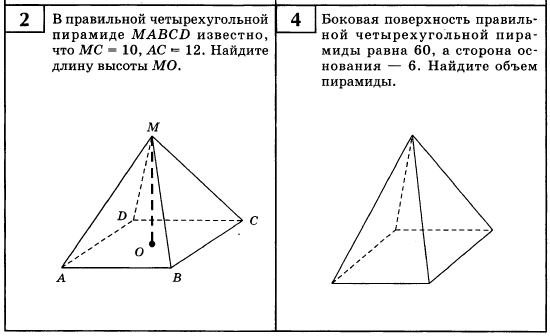 2
В правильной четырехугольной
пирамиде MABCD известно,
что MC = 10, AC = 12. Найдите
длину высоты MO.
M
D
C
O
A
B
4
Боковая поверхность правиль-
ной четырехугольной пира-
миды равна 60, а сторона ос-
нования — 6. Найдите объем
пирамиды.